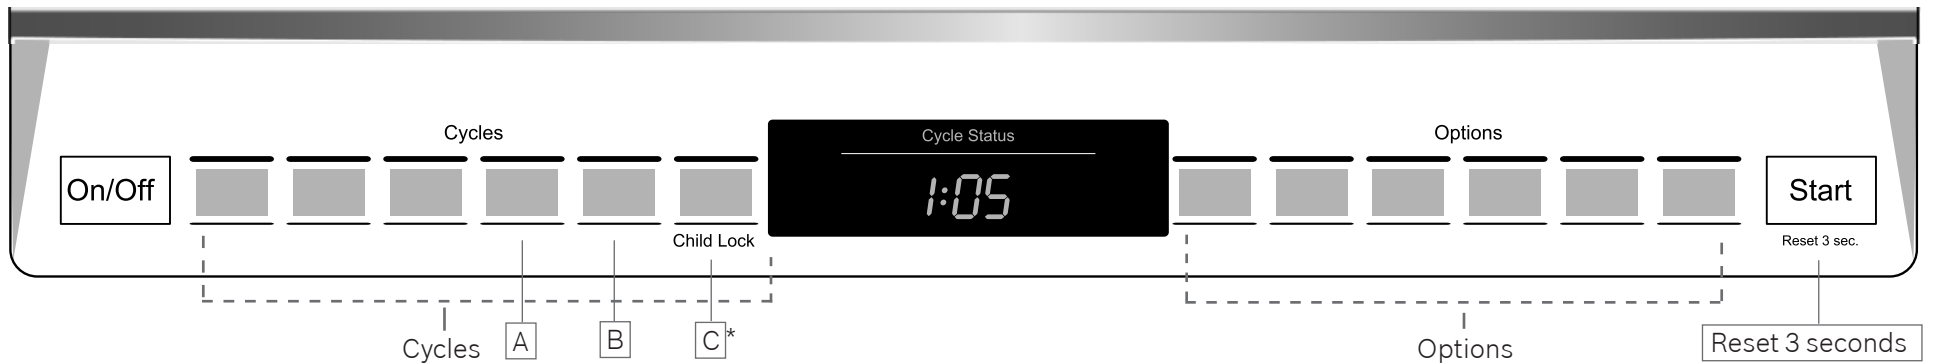 Cycles
Cycle Status
Options
On/Off
1:05
Start
Child Lock
Reset 3 sec.
Cycles
A
B
C*
Options
Reset 3 seconds